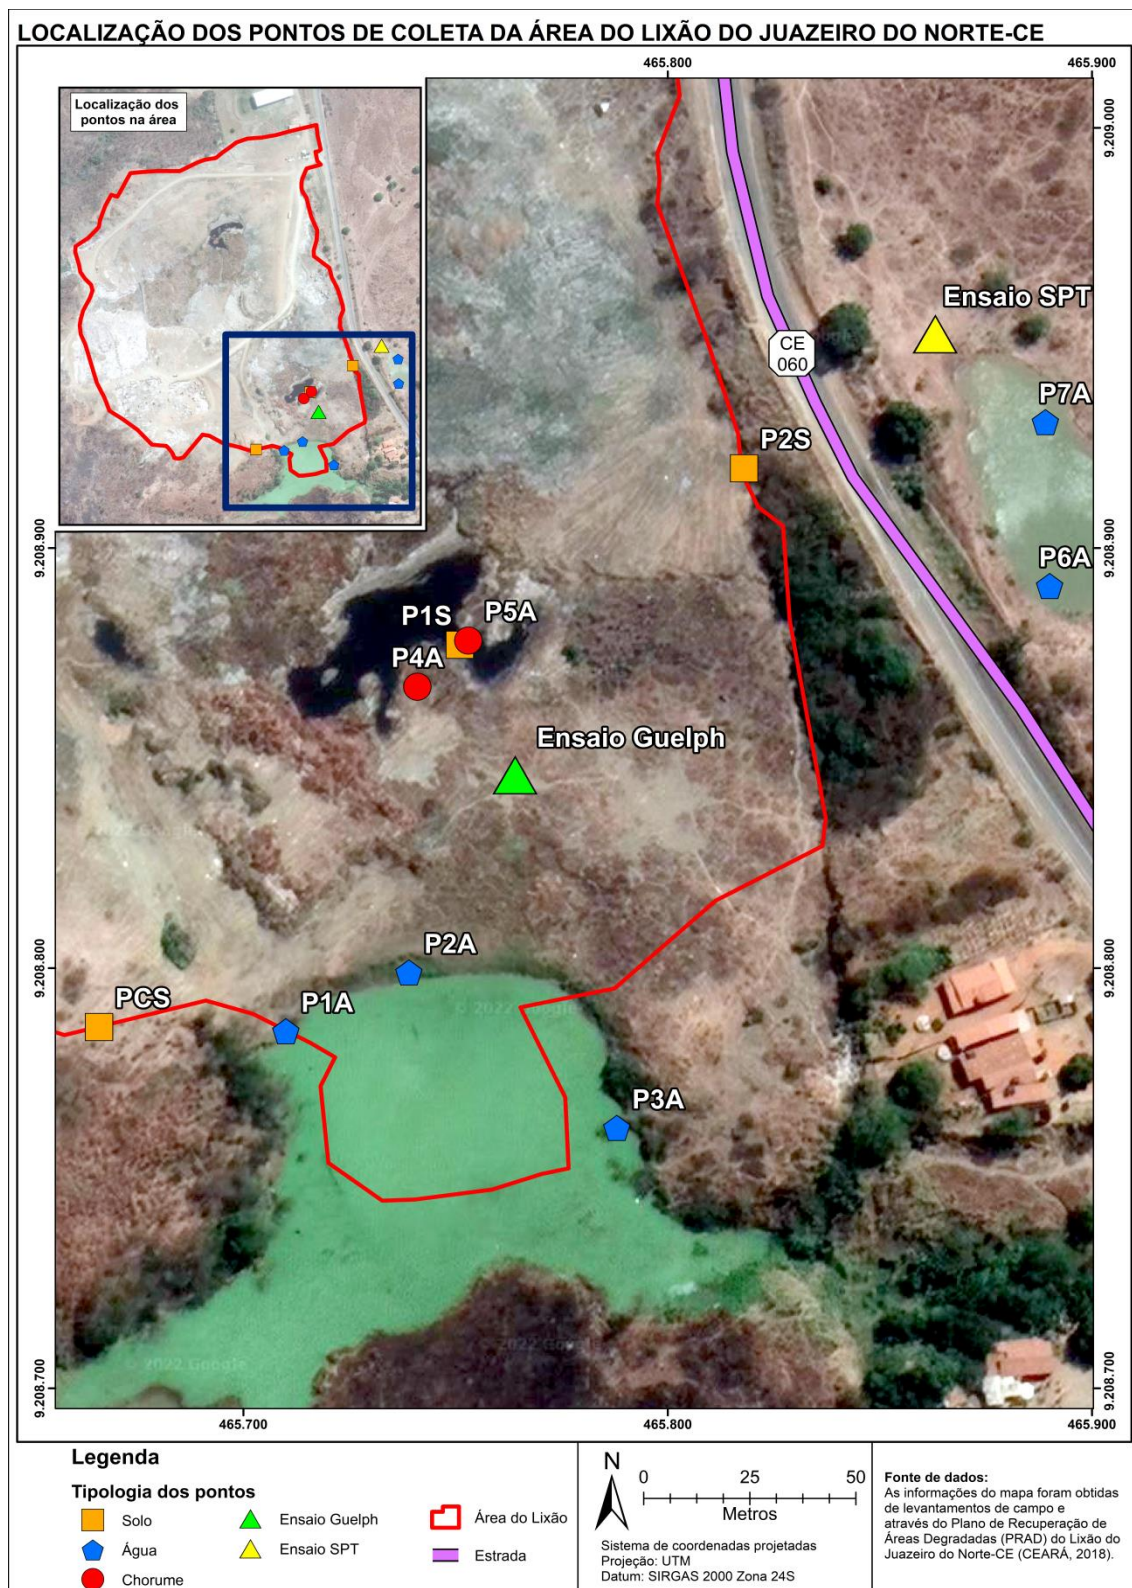 LOCALIZAÇÃO DOS PONTOS DE COLETA DA ÁREA DO LIXÃO DO JUAZEIRO DO NORTE-CE
465.800
465.900
Localização dos
pontos na área
9.209.000
Ensaio SPT
CE
060
P7A
P2S
9.208.900
9.208.900
P6A
P1S
P5A
P4A
Ensaio Guelph
2022 Google
P2A
9.208.800
9.208.800
PCS
P1A
© 2022 Google
P3A
© 2022 Google
© 2022 Google
9.208.700
9.208.700
465.700
465.800
465.900
Legenda
Tipologia dos pontos
Solo
Água
Chorume
Ensaio Guelph
Ensaio SPT
Área do Lixão
Estrada
N
0 25 50
Metros
Sistema de coordenadas projetadas
Projeção: UTM
Datum: SIRGAS 2000 Zona 24S
Fonte de dados:
As informações do mapa foram obtidas
de levantamentos de campo e
através do Plano de Recuperação de
Áreas Degradadas (PRAD) do Lixão do
Juazeiro do Norte-CE (CEARÁ, 2018).